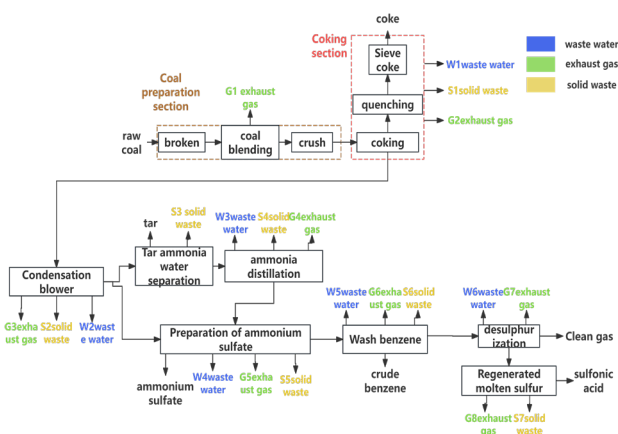 coke
Coking
section
Sieve
coke
waste water
exhaust gas
solid waste
W1waste water
S1solid waste
G2exhaust gas
Coal
preparation
section
G1 exhaust
gas
quenching
raw
coal
broken
coal
blending
crush
coking
tar
S3 solid
waste
W3waste
water
S4solid
waste
G4exhaust
gas
Tar ammonia
water
separation
ammonia
distillation
Condensation
blower
G3exha
ust gas
S2solid
waste
W2wast
e water
W5waste
water
G6exha
ust gas
S6solid
waste
W6waste
water
G7exhaust
gas
Preparation of ammonium
sulfate
Wash benzene
desulphur
ization
Clean gas
ammonium
sulfate
W4waste
water
G5exha
ust gas
S5solid
waste
crude
benzene
Regenerated
molten sulfur
sulfonic
acid
G8exhaust
gas
S7solid
waste